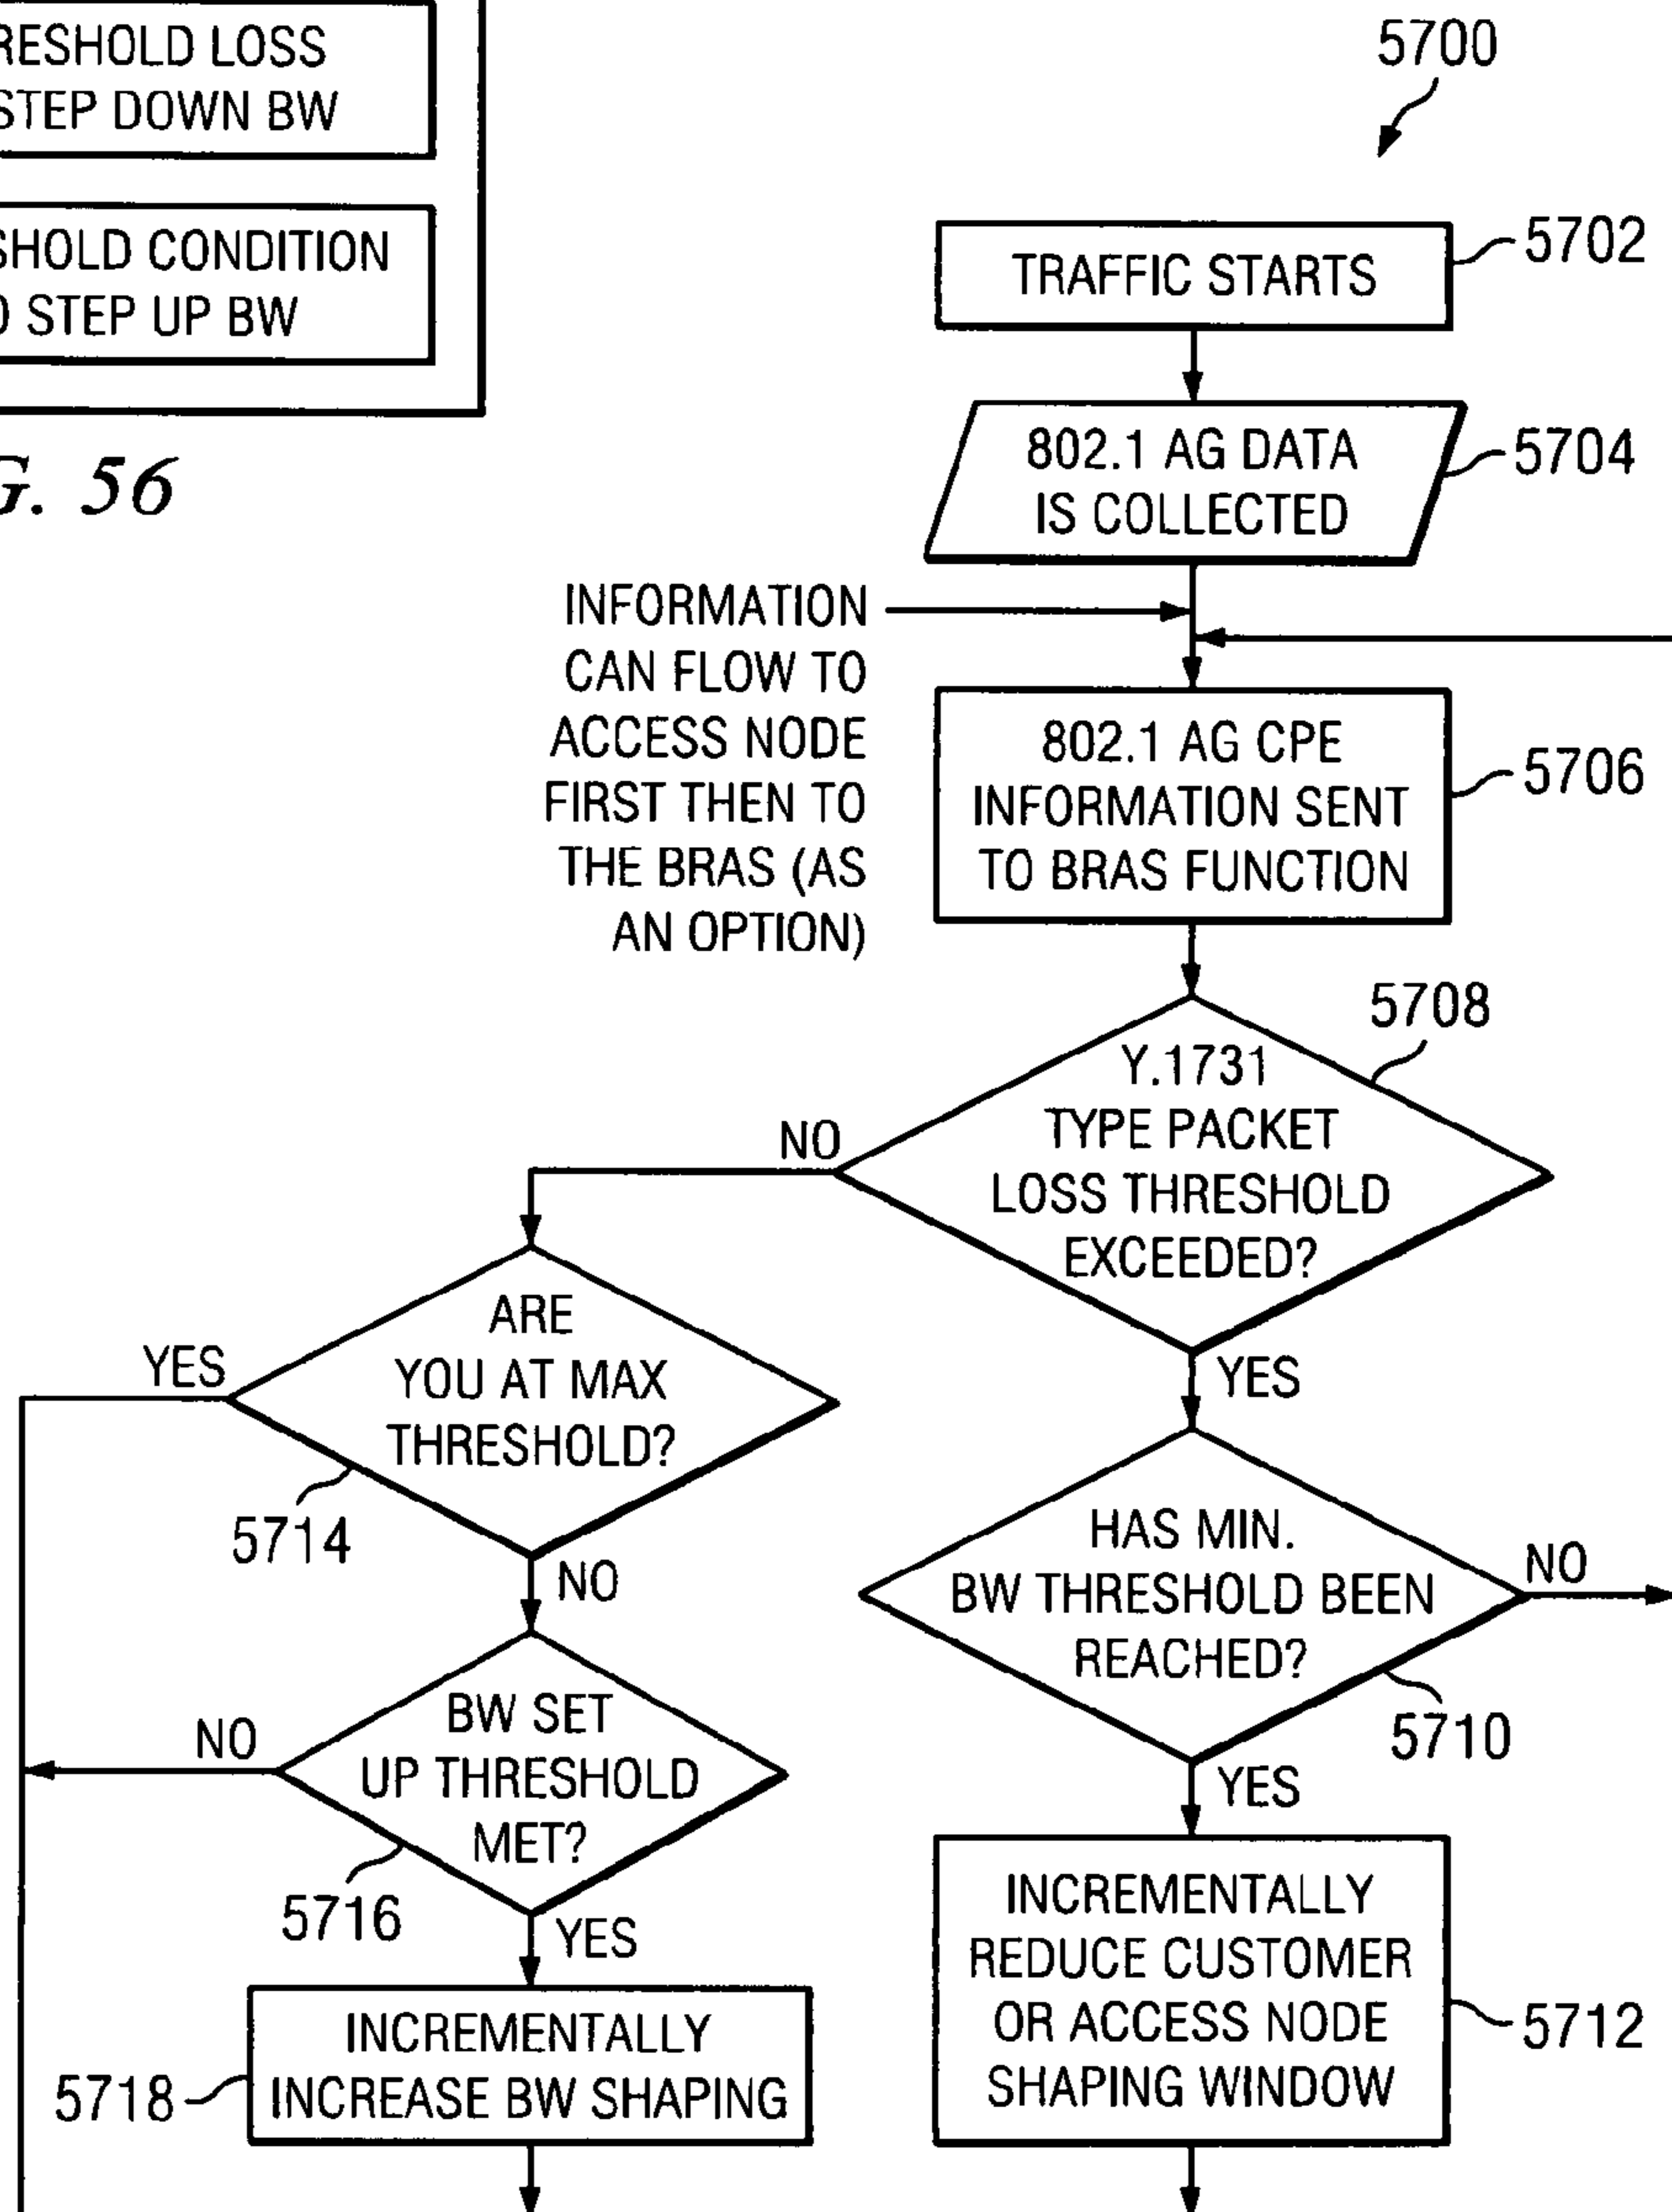 LOSS
STEP DOWN BW
CONDITION
STEP UP BW
56
5700
TRAFFIC STARTS
5702
802.1 AG DATA
IS COLLECTED
5704
INFORMATION
CAN FLOW TO
ACCESS NODE
FIRST THEN TO
THE BRAS (AS
AN OPTION)
802.1 AG CPE
INFORMATION SENT
TO BRAS FUNCTION
5706
5708
Y.1731
TYPE PACKET
LOSS THRESHOLD
EXCEEDED?
NO
YES
ARE
YOU AT MAX
THRESHOLD?
YES
5714
NO
HAS MIN.
BW THRESHOLD BEEN
REACHED?
NO
5710
YES
BW SET
UP THRESHOLD
MET?
NO
5716
YES
INCREMENTALLY
INCREASE BW SHAPING
5718
INCREMENTALLY
REDUCE CUSTOMER
OR ACCESS NODE
SHAPING WINDOW
5712